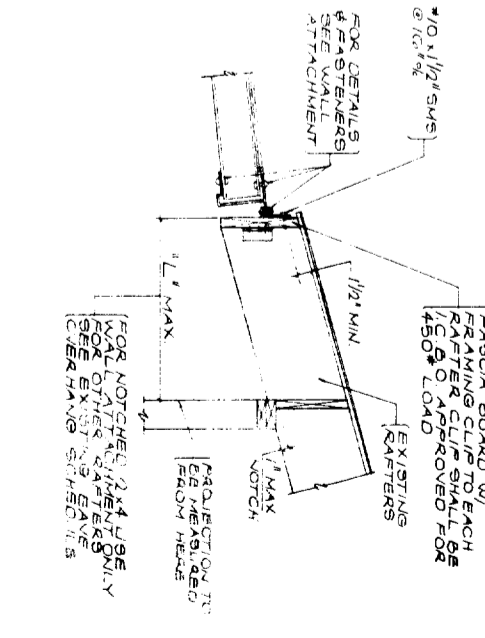 #10 x 1 1/2" SMS
@ 16" o/c
FOR DETAILS
& FASTENERS
SEE WALL
ATTACHMENT
FASCIA BOARD W/
FRAMING CLIP TO EACH
RAFTER CLIP SHALL BE
I.C.B.O. APPROVED FOR
450# LOAD
1/2" MIN
"L" MAX
EXISTING
RAFTERS
1" MAX
NOTCH
PROJECTION TO
BE MEASURED
FROM HERE
FOR NOTCHED 2x4 USE
WALL ATTACHMENT ONLY
FOR OTHER RAFTERS
SEE EXISTING EAVE
OVERHANG